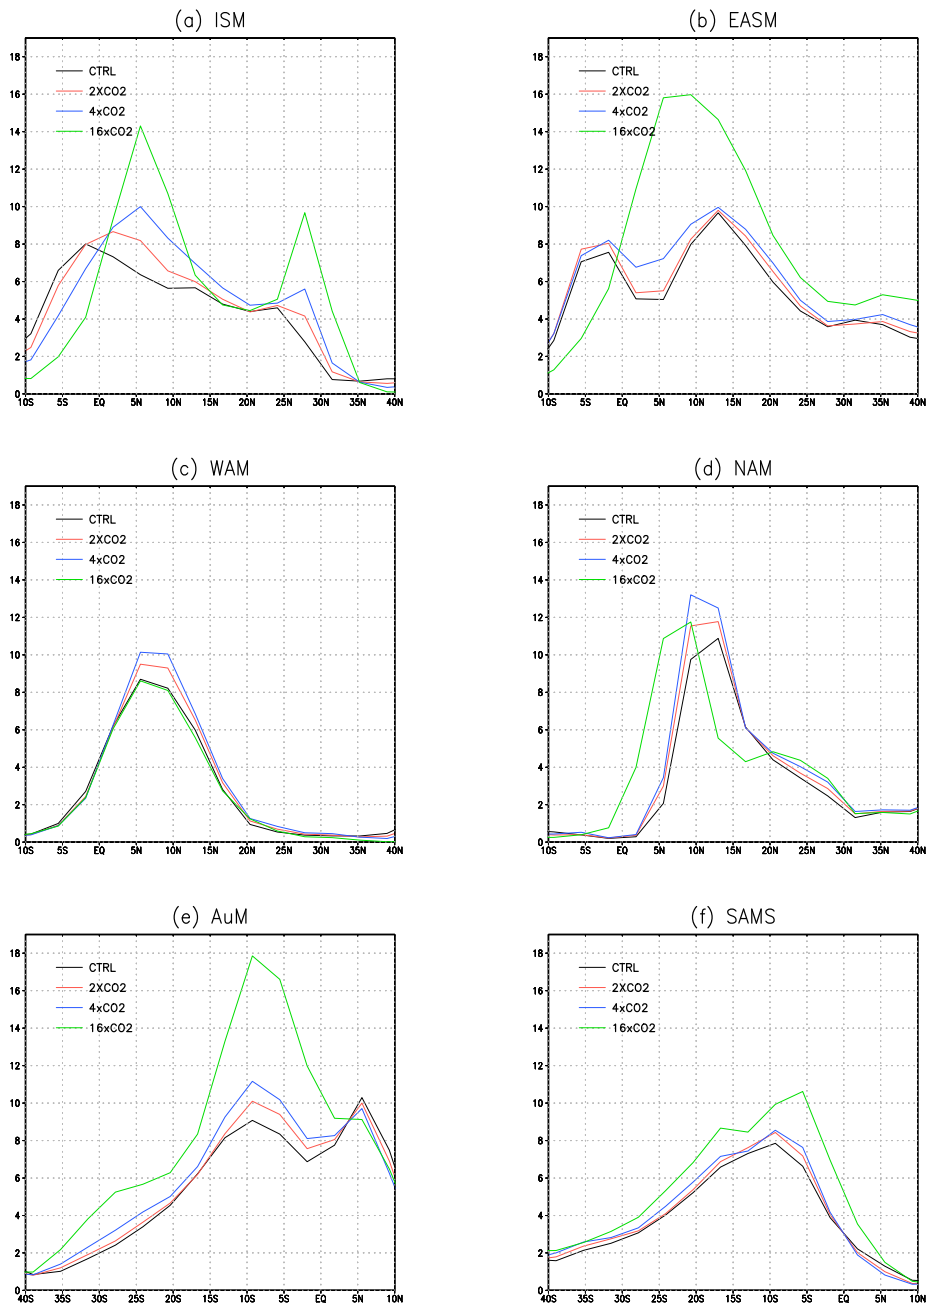 (a) ISM
18
16
14
12
10
8
6
4
2
0
CTRL
2XCO2
4xCO2
16xCO2
10S 5S EQ 5N 10N 15N 20N 25N 30N 35N 40N
(b) EASM
18
16
14
12
10
8
6
4
2
0
CTRL
2XCO2
4xCO2
16xCO2
10S 5S EQ 5N 10N 15N 20N 25N 30N 35N 40N
(c) WAM
18
16
14
12
10
8
6
4
2
0
CTRL
2XCO2
4xCO2
16xCO2
10S 5S EQ 5N 10N 15N 20N 25N 30N 35N 40N
(d) NAM
18
16
14
12
10
8
6
4
2
0
CTRL
2XCO2
4xCO2
16xCO2
10S 5S EQ 5N 10N 15N 20N 25N 30N 35N 40N
(e) AuM
18
16
14
12
10
8
6
4
2
0
CTRL
2XCO2
4xCO2
16xCO2
40S 35S 30S 25S 20S 15S 10S 5S EQ 5N 10N
(f) SAMS
18
16
14
12
10
8
6
4
2
0
CTRL
2XCO2
4xCO2
16xCO2
40S 35S 30S 25S 20S 15S 10S 5S EQ 5N 10N